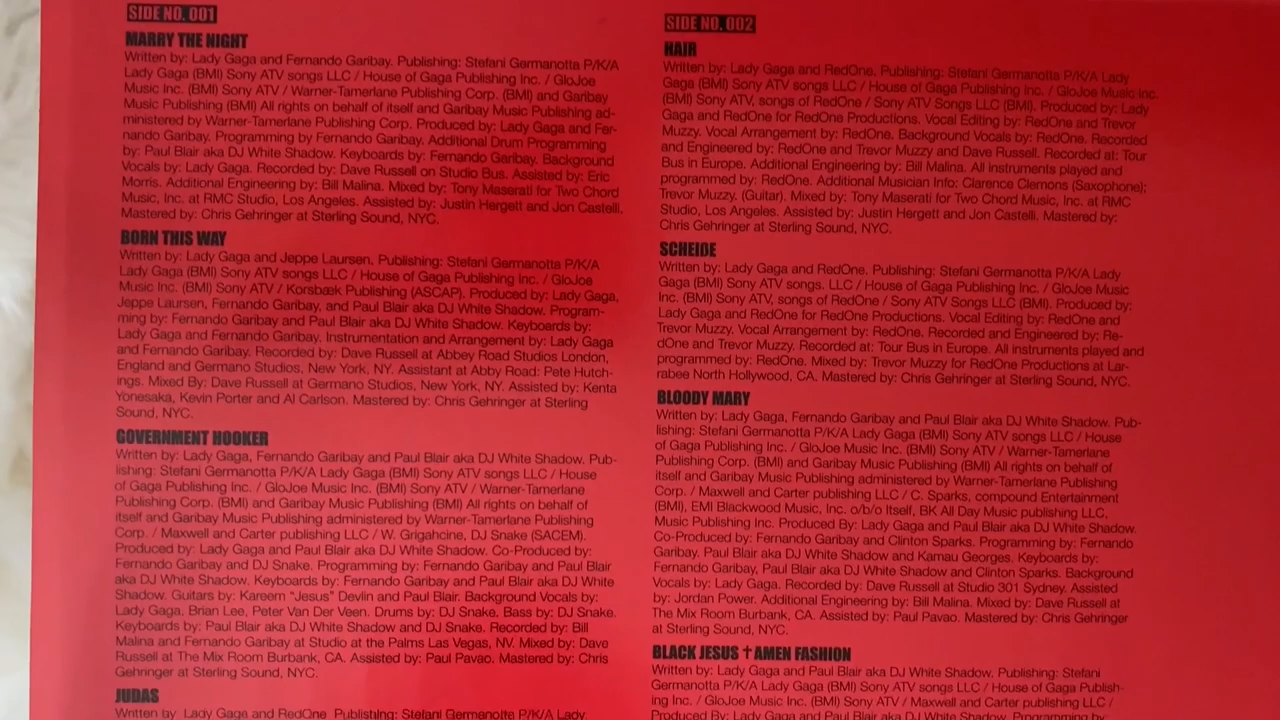 SIDE NO. 001
MARRY THE NIGHT
Written by: Lady Gaga and Fernando Garibay. Publishing: Stefani Germanotta P/K/A
Lady Gaga (BMI) Sony ATV songs LLC / House of Gaga Publishing Inc. / GloJoe
Music Inc. (BMI) Sony ATV / Warner-Tamerlane Publishing Corp. (BMI) and Garibay
Music Publishing (BMI) All rights on behalf of itself and Garibay Music Publishing ad-
ministered by Warner-Tamerlane Publishing Corp. Produced by: Lady Gaga and Fer-
nando Garibay. Programming by Fernando Garibay. Additional Drum Programming
by: Paul Blair aka DJ White Shadow. Keyboards by: Fernando Garibay. Background
Vocals by: Lady Gaga. Recorded by: Dave Russell on Studio Bus. Assisted by: Eric
Morris. Additional Engineering by: Bill Malina. Mixed by: Tony Maserati for Two Chord
Music, Inc. at RMC Studio, Los Angeles. Assisted by: Justin Hergett and Jon Castelli.
Mastered by: Chris Gehringer at Sterling Sound, NYC.
BORN THIS WAY
Written by: Lady Gaga and Jeppe Laursen. Publishing: Stefani Germanotta P/K/A
Lady Gaga (BMI) Sony ATV songs LLC / House of Gaga Publishing Inc. / GloJoe
Music Inc. (BMI) Sony ATV / Korsbæk Publishing (ASCAP). Produced by: Lady Gaga,
Jeppe Laursen, Fernando Garibay, and Paul Blair aka DJ White Shadow. Program-
ming by: Fernando Garibay and Paul Blair aka DJ White Shadow. Keyboards by:
Lady Gaga and Fernando Garibay. Instrumentation and Arrangement by: Lady Gaga
and Fernando Garibay. Recorded by: Dave Russell at Abbey Road Studios London,
England and Germano Studios, New York, NY. Assistant at Abby Road: Pete Hutch-
ings. Mixed By: Dave Russell at Germano Studios, New York, NY. Assisted by: Kenta
Yonesaka, Kevin Porter and Al Carlson. Mastered by: Chris Gehringer at Sterling
Sound, NYC.
GOVERNMENT HOOKER
Written by: Lady Gaga, Fernando Garibay and Paul Blair aka DJ White Shadow. Pub-
lishing: Stefani Germanotta P/K/A Lady Gaga (BMI) Sony ATV songs LLC / House
of Gaga Publishing Inc. / GloJoe Music Inc. (BMI) Sony ATV / Warner-Tamerlane
Publishing Corp. (BMI) and Garibay Music Publishing (BMI) All rights on behalf of
itself and Garibay Music Publishing administered by Warner-Tamerlane Publishing
Corp. / Maxwell and Carter publishing LLC / W. Grigahcine, DJ Snake (SACEM).
Produced by: Lady Gaga and Paul Blair aka DJ White Shadow. Co-Produced by:
Fernando Garibay and DJ Snake. Programming by: Fernando Garibay and Paul Blair
aka DJ White Shadow. Keyboards by: Fernando Garibay and Paul Blair aka DJ White
Shadow. Guitars by: Kareem "Jesus" Devlin and Paul Blair. Background Vocals by:
Lady Gaga, Brian Lee, Peter Van Der Veen. Drums by: DJ Snake. Bass by: DJ Snake.
Keyboards by: Paul Blair aka DJ White Shadow and DJ Snake. Recorded by: Bill
Malina and Fernando Garibay at Studio at the Palms Las Vegas, NV. Mixed by: Dave
Russell at The Mix Room Burbank, CA. Assisted by: Paul Pavao. Mastered by: Chris
Gehringer at Sterling Sound, NYC.
JUDAS
Written by: Lady Gaga and RedOne. Publishing: Stefani Germanotta P/K/A Lady
SIDE NO. 002
HAIR
Written by: Lady Gaga and RedOne. Publishing: Stefani Germanotta P/K/A Lady
Gaga (BMI) Sony ATV songs LLC / House of Gaga Publishing Inc. / GloJoe Music Inc.
(BMI) Sony ATV, songs of RedOne / Sony ATV Songs LLC (BMI). Produced by: Lady
Gaga and RedOne for RedOne Productions. Vocal Editing by: RedOne and Trevor
Muzzy. Vocal Arrangement by: RedOne. Background Vocals by: RedOne. Recorded
and Engineered by: RedOne and Trevor Muzzy and Dave Russell. Recorded at: Tour
Bus in Europe. Additional Engineering by: Bill Malina. All instruments played and
programmed by: RedOne. Additional Musician Info: Clarence Clemons (Saxophone);
Trevor Muzzy. (Guitar). Mixed by: Tony Maserati for Two Chord Music, Inc. at RMC
Studio, Los Angeles. Assisted by: Justin Hergett and Jon Castelli. Mastered by:
Chris Gehringer at Sterling Sound, NYC.
SCHEIßE
Written by: Lady Gaga and RedOne. Publishing: Stefani Germanotta P/K/A Lady
Gaga (BMI) Sony ATV songs. LLC / House of Gaga Publishing Inc. / GloJoe Music
Inc. (BMI) Sony ATV, songs of RedOne / Sony ATV Songs LLC (BMI). Produced by:
Lady Gaga and RedOne for RedOne Productions. Vocal Editing by: RedOne and
Trevor Muzzy. Vocal Arrangement by: RedOne. Recorded and Engineered by: Re-
dOne and Trevor Muzzy. Recorded at: Tour Bus in Europe. All instruments played and
programmed by: RedOne. Mixed by: Trevor Muzzy for RedOne Productions at Lar-
rabee North Hollywood, CA. Mastered by: Chris Gehringer at Sterling Sound, NYC.
BLOODY MARY
Written by: Lady Gaga, Fernando Garibay and Paul Blair aka DJ White Shadow. Pub-
lishing: Stefani Germanotta P/K/A Lady Gaga (BMI) Sony ATV songs LLC / House
of Gaga Publishing Inc. / GloJoe Music Inc. (BMI) Sony ATV / Warner-Tamerlane
Publishing Corp. (BMI) and Garibay Music Publishing (BMI) All rights on behalf of
itself and Garibay Music Publishing administered by Warner-Tamerlane Publishing
Corp. / Maxwell and Carter publishing LLC / C. Sparks, compound Entertainment
(BMI), EMI Blackwood Music, Inc. o/b/o Itself, BK All Day Music publishing LLC,
Music Publishing Inc. Produced By: Lady Gaga and Paul Blair aka DJ White Shadow.
Co-Produced by: Fernando Garibay and Clinton Sparks. Programming by: Fernando
Garibay. Paul Blair aka DJ White Shadow and Kamau Georges. Keyboards by:
Fernando Garibay, Paul Blair aka DJ White Shadow and Clinton Sparks. Background
Vocals by: Lady Gaga. Recorded by: Dave Russell at Studio 301 Sydney. Assisted
by: Jordan Power. Additional Engineering by: Bill Malina. Mixed by: Dave Russell at
The Mix Room Burbank, CA. Assisted by: Paul Pavao. Mastered by: Chris Gehringer
at Sterling Sound, NYC.
BLACK JESUS † AMEN FASHION
Written by: Lady Gaga and Paul Blair aka DJ White Shadow. Publishing: Stefani
Germanotta P/K/A Lady Gaga (BMI) Sony ATV songs LLC / House of Gaga Publish-
ing Inc. / GloJoe Music Inc. (BMI) Sony ATV / Maxwell and Carter publishing LLC /
Produced By: Lady Gaga and Paul Blair aka DJ White Shadow. Programming by: